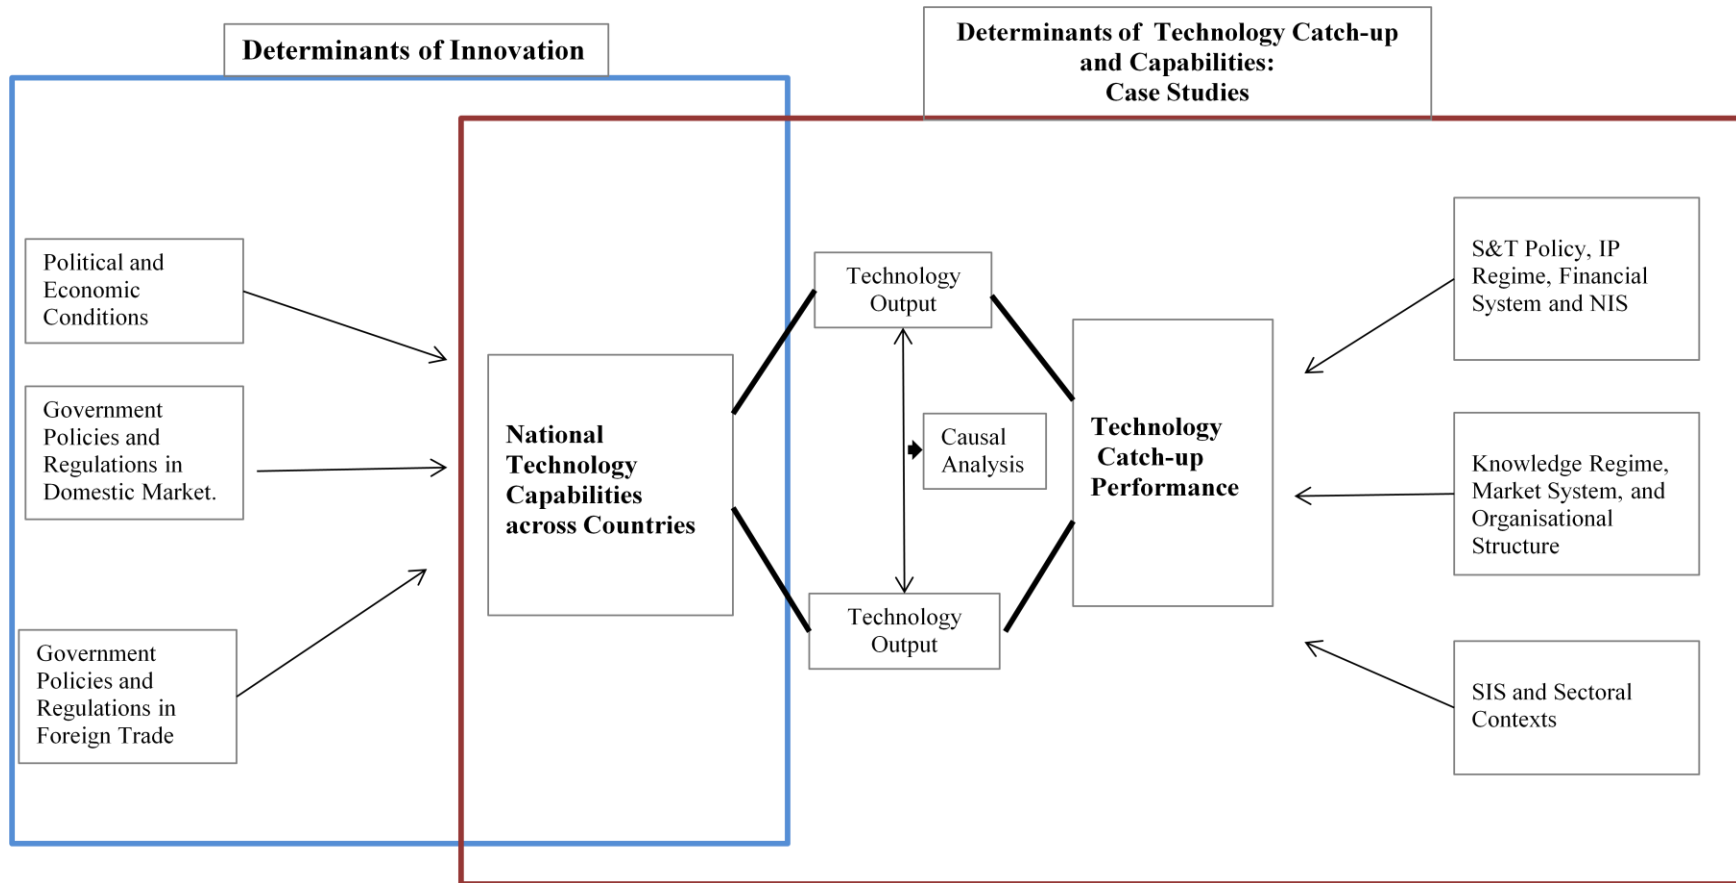 Determinants of Innovation
Determinants of Technology Catch-up
and Capabilities:
Case Studies
Political and
Economic
Conditions
Government
Policies and
Regulations in
Domestic Market.
Government
Policies and
Regulations in
Foreign Trade
National
Technology
Capabilities
across Countries
Technology
Output
Causal
Analysis
Technology
Output
Technology
Catch-up
Performance
S&T Policy, IP
Regime, Financial
System and NIS
Knowledge Regime,
Market System, and
Organisational
Structure
SIS and Sectoral
Contexts